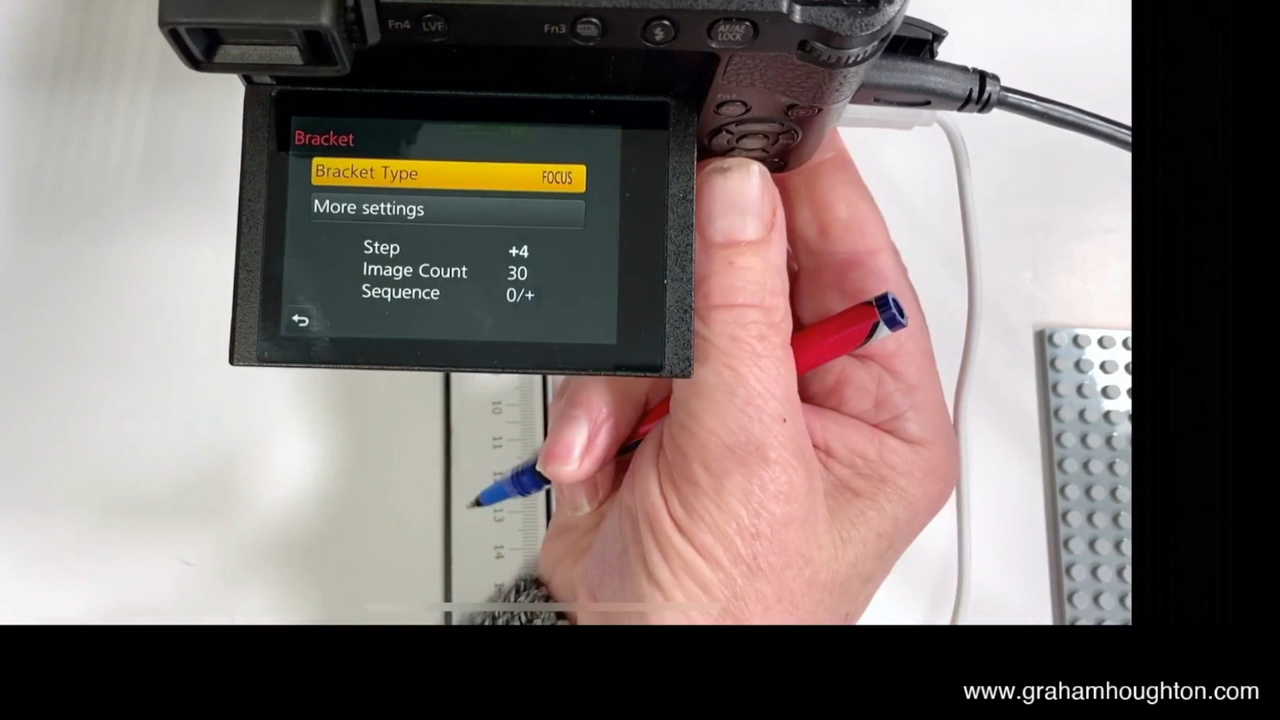 Fn4 LVF
Fn3
AF/AE
LOCK
Fn1
Bracket
Bracket Type FOCUS
More settings
Step +4
Image Count 30
Sequence 0/+
10
11
13
14
www.grahamhoughton.com